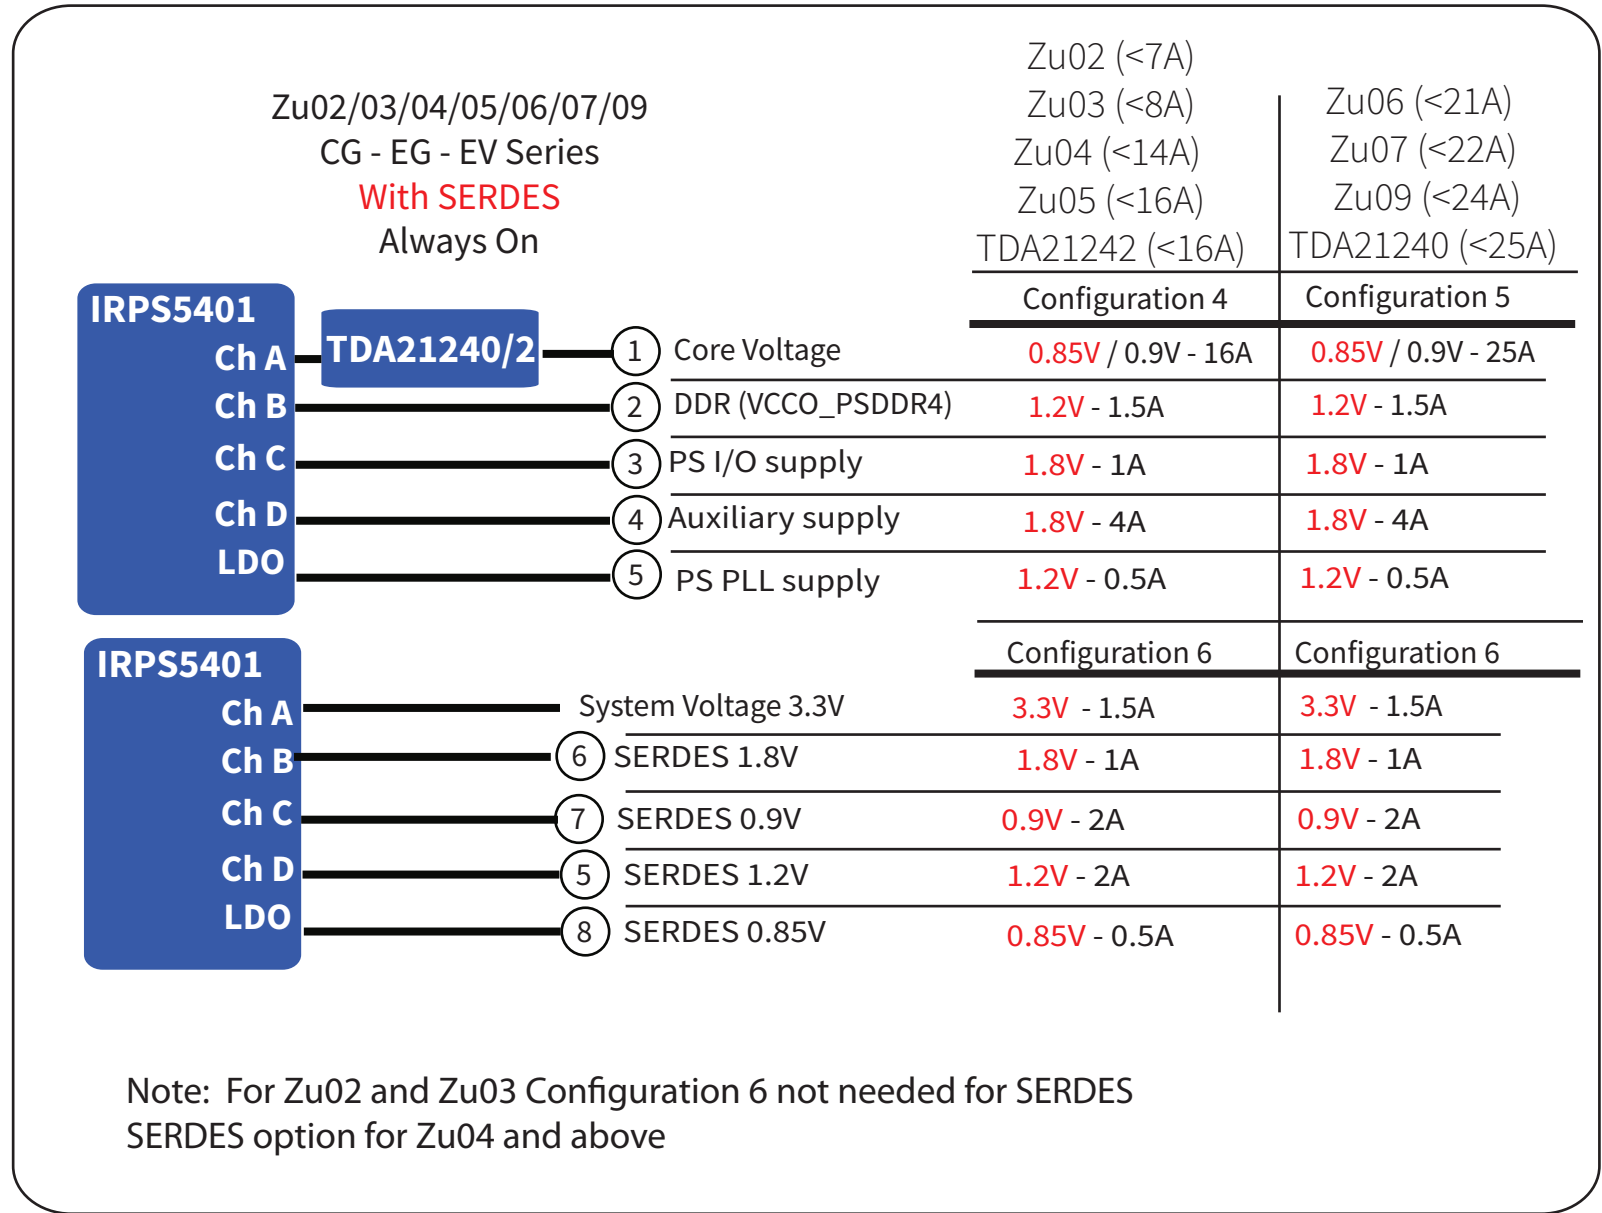 Zu02/03/04/05/06/07/09
CG - EG - EV Series
With SERDES
Always On
Zu02 (<7A)
Zu03 (<8A)
Zu04 (<14A)
Zu05 (<16A)
TDA21242 (<16A)
Zu06 (<21A)
Zu07 (<22A)
Zu09 (<24A)
TDA21240 (<25A)
Configuration 4 Configuration 5
IRPS5401
Ch A TDA21240/2 1 Core Voltage 0.85V / 0.9V - 16A 0.85V / 0.9V - 25A
Ch B 2 DDR (VCCO_PSDDR4) 1.2V - 1.5A 1.2V - 1.5A
Ch C 3 PS I/O supply 1.8V - 1A 1.8V - 1A
Ch D 4 Auxiliary supply 1.8V - 4A 1.8V - 4A
LDO 5 PS PLL supply 1.2V - 0.5A 1.2V - 0.5A
Configuration 6 Configuration 6
IRPS5401
Ch A System Voltage 3.3V 3.3V - 1.5A 3.3V - 1.5A
Ch B 6 SERDES 1.8V 1.8V - 1A 1.8V - 1A
Ch C 7 SERDES 0.9V 0.9V - 2A 0.9V - 2A
Ch D 5 SERDES 1.2V 1.2V - 2A 1.2V - 2A
LDO 8 SERDES 0.85V 0.85V - 0.5A 0.85V - 0.5A
Note: For Zu02 and Zu03 Configuration 6 not needed for SERDES
SERDES option for Zu04 and above